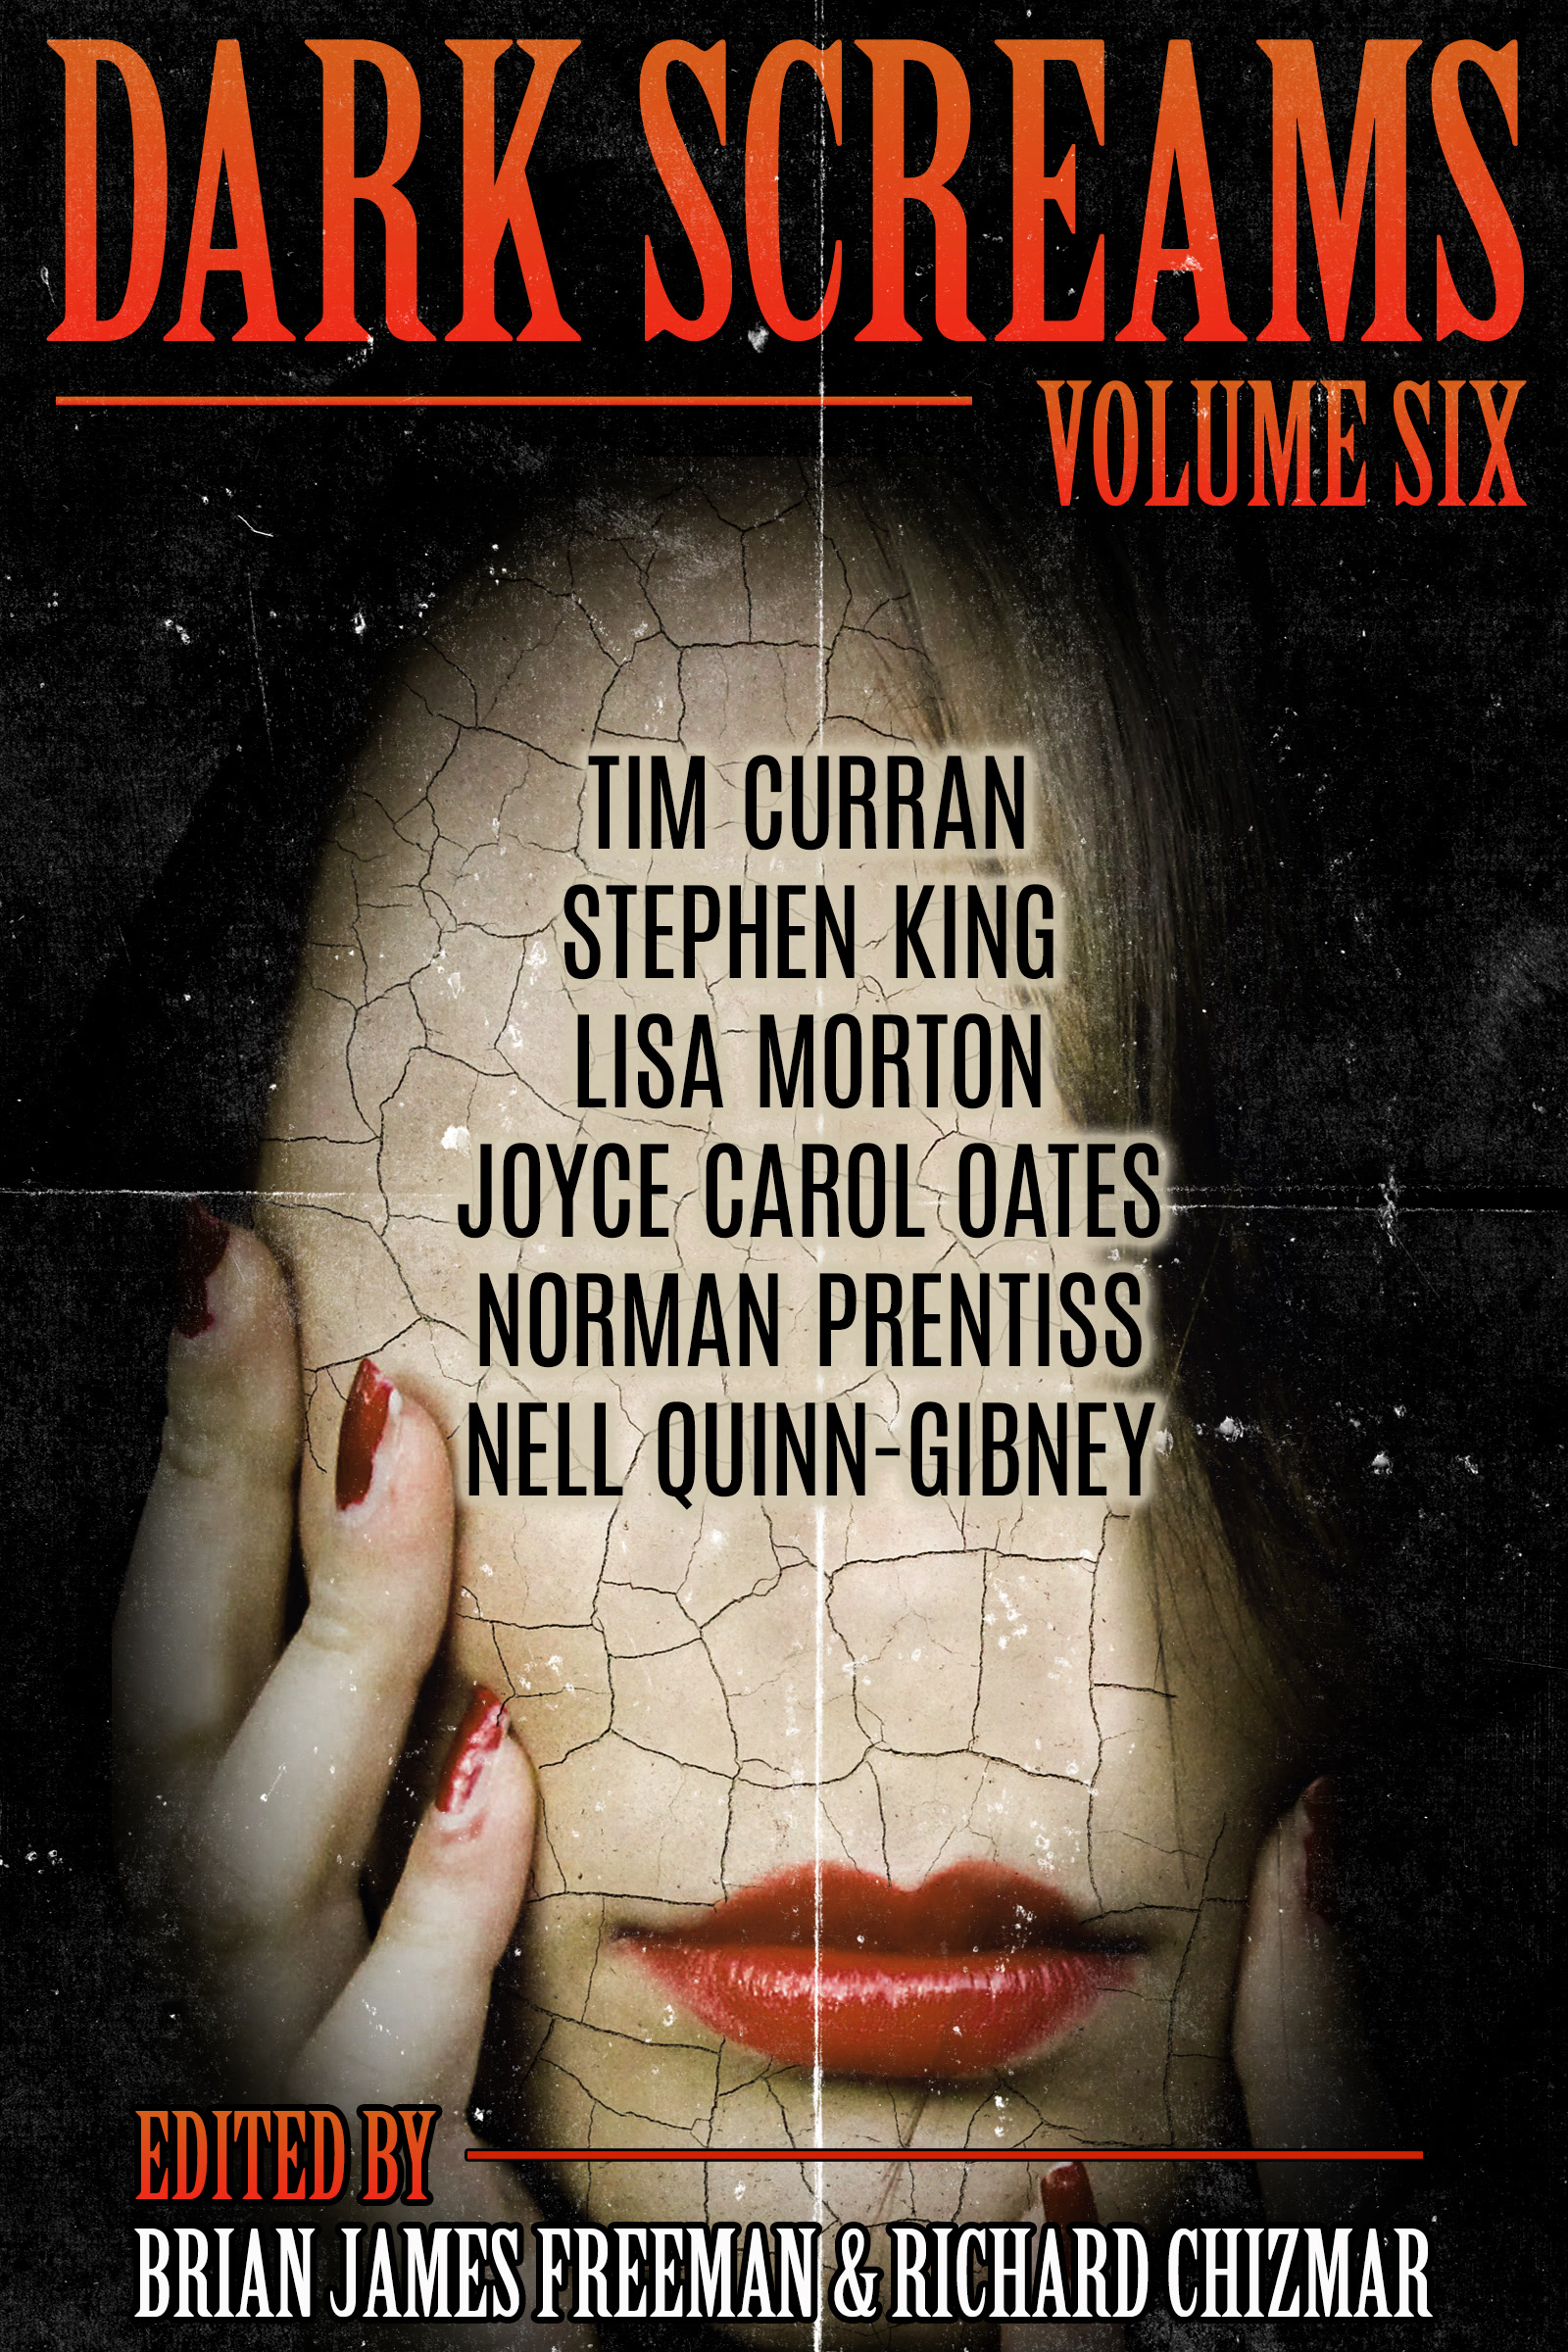 DARK SCREAMS
VOLUME SIX
TIM CURRAN
STEPHEN KING
LISA MORTON
JOYCE CAROL OATES
NORMAN PRENTISS
NELL QUINN-GIBNEY
EDITED BY
BRIAN JAMES FREEMAN & RICHARD CHIZMAR